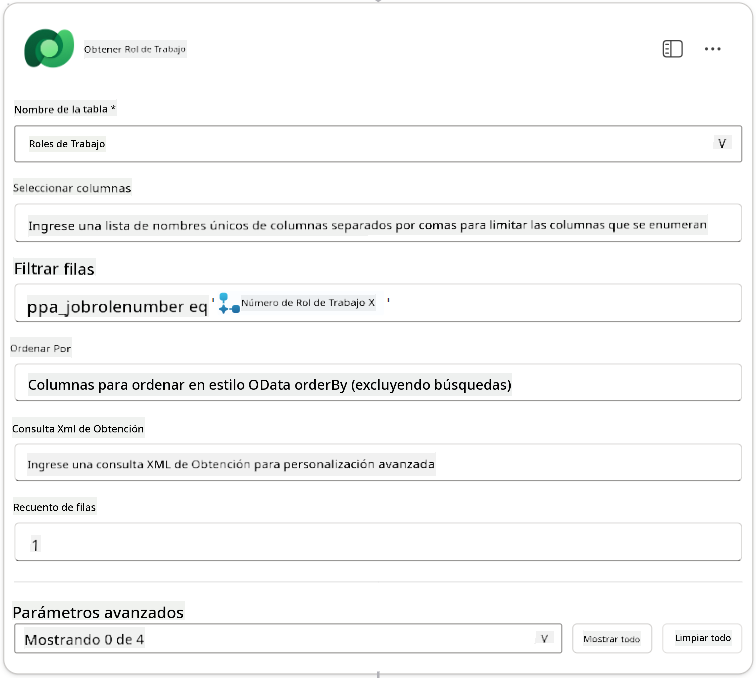 Obtener Rol de Trabajo
Nombre de la tabla *
Roles de Trabajo
V
Seleccionar columnas
Ingrese una lista de nombres únicos de columnas separados por comas para limitar las columnas que se enumeran
Filtrar filas
ppa_jobrolenumber eq ' Número de Rol de Trabajo X '
Ordenar Por
Columnas para ordenar en estilo OData orderBy (excluyendo búsquedas)
Consulta Xml de Obtención
Ingrese una consulta XML de Obtención para personalización avanzada
Recuento de filas
1
Parámetros avanzados
Mostrando 0 de 4 V Mostrar todo Limpiar todo